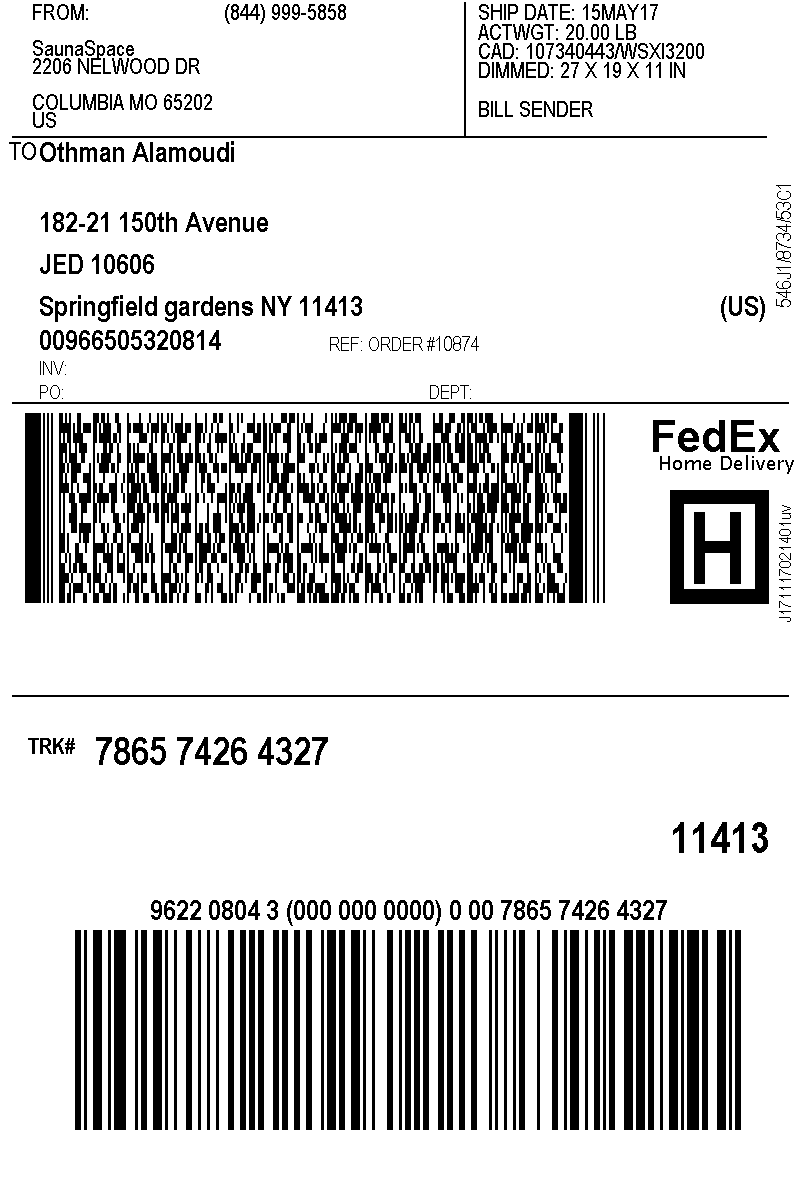 FROM: (844) 999-5858
SaunaSpace
2206 NELWOOD DR
COLUMBIA MO 65202
US
SHIP DATE: 15MAY17
ACTWGT: 20.00 LB
CAD: 107340443/WSXI3200
DIMMED: 27 X 19 X 11 IN
BILL SENDER
TO Othman Alamoudi
182-21 150th Avenue
JED 10606
Springfield gardens NY 11413 (US)
00966505320814 REF: ORDER #10874
INV:
PO: DEPT:
546J1/8734/53C1
FedEx
Home Delivery
H
J171117021401uv
TRK# 7865 7426 4327
11413
9622 0804 3 (000 000 0000) 0 00 7865 7426 4327